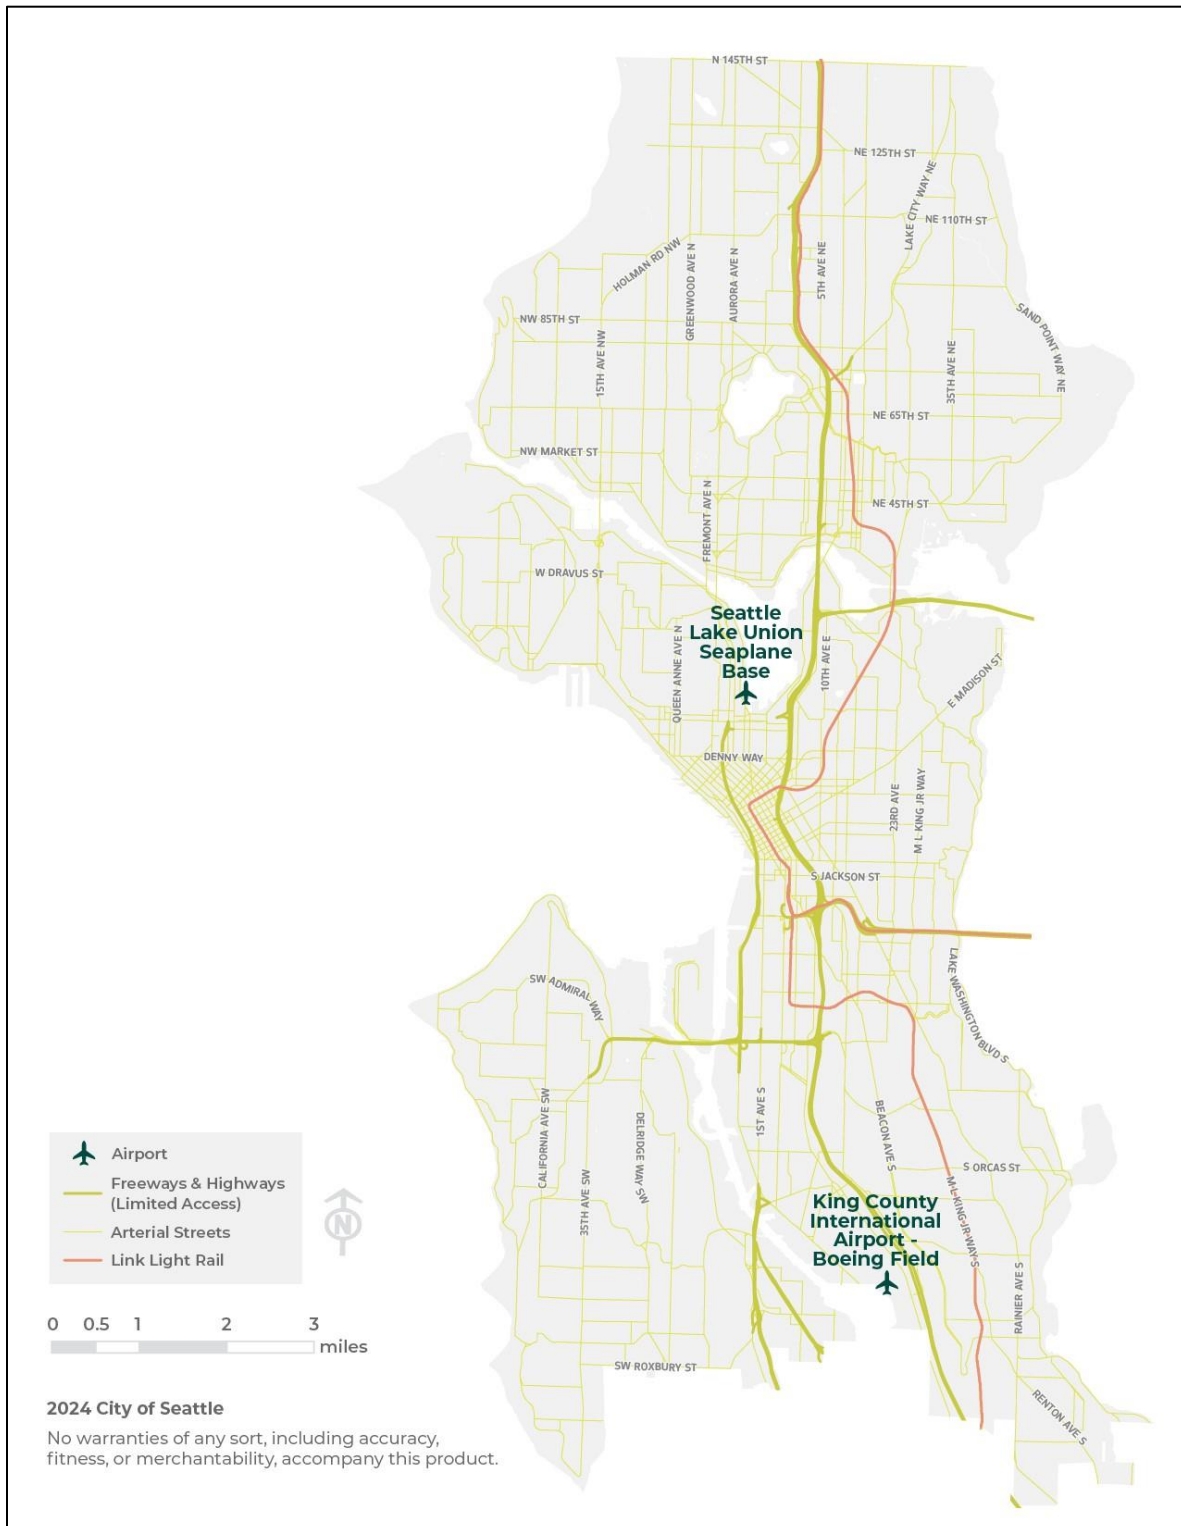 N 145TH ST
NE 125TH ST
LAKE CITY WAY NE
NE 110TH ST
HOLMAN RD NW
GREENWOOD AVE N
AURORA AVE N
5TH AVE NE
NW 85TH ST
15TH AVE NW
SAND POINT WAY NE
35TH AVE NE
NE 65TH ST
NW MARKET ST
FREMONT AVE N
NE 45TH ST
W DRAVUS ST
Seattle
Lake Union
Seaplane
Base
QUEEN ANNE AVE N
10TH AVE E
E MADISON ST
DENNY WAY
23RD AVE
M L KING JR WAY
S JACKSON ST
LAKE WASHINGTON BLVD S
SW ADMIRAL WAY
CALIFORNIA AVE SW
35TH AVE SW
DELRIDGE WAY SW
1ST AVE S
BEACON AVE S
S ORCAS ST
M L KING JR WAY S
King County
International
Airport -
Boeing Field
RAINIER AVE S
SW ROXBURY ST
RENTON AVE S
Airport
Freeways & Highways
(Limited Access)
Arterial Streets
Link Light Rail
N
0 0.5 1 2 3
miles
2024 City of Seattle
No warranties of any sort, including accuracy,
fitness, or merchantability, accompany this product.